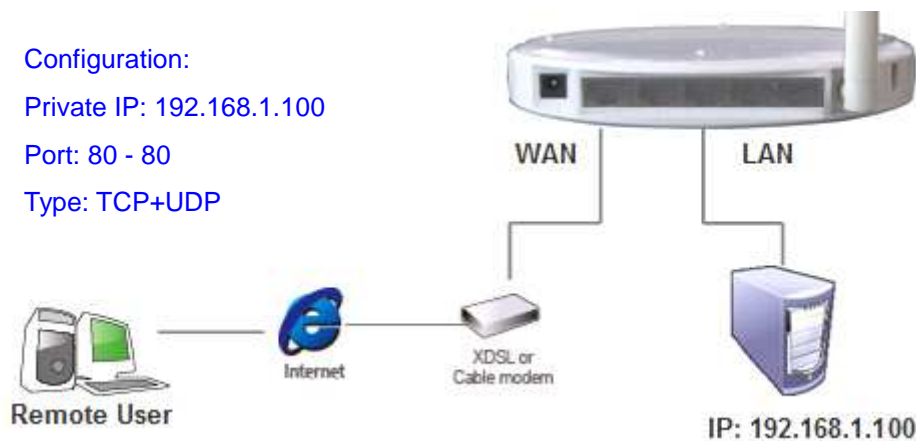 Configuration:
Private IP: 192.168.1.100
Port: 80 - 80
Type: TCP+UDP
WAN
LAN
Internet
XDSL or
Cable modem
Remote User
IP: 192.168.1.100